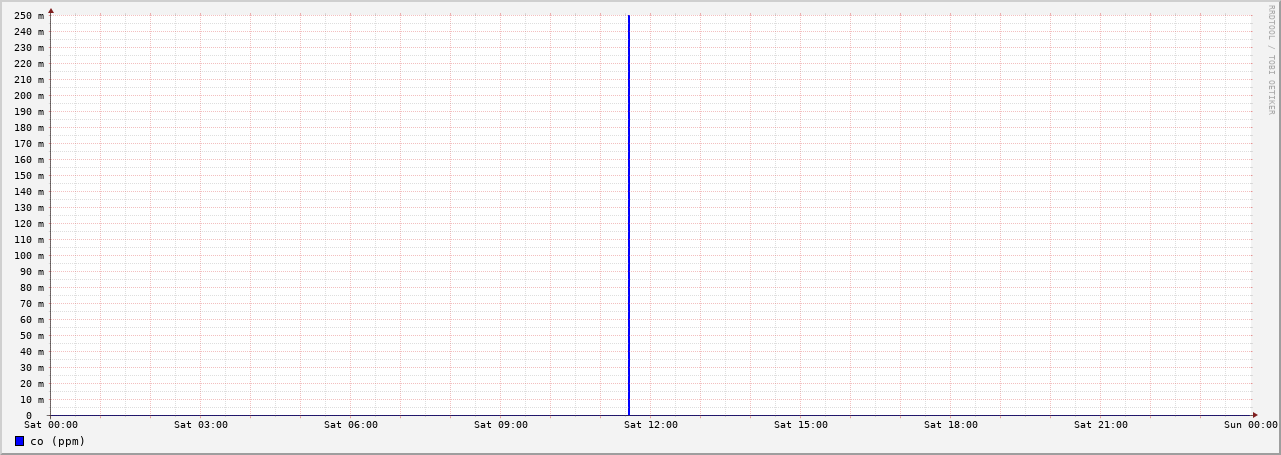 250 m
240 m
230 m
220 m
210 m
200 m
190 m
180 m
170 m
160 m
150 m
140 m
130 m
120 m
110 m
100 m
90 m
80 m
70 m
60 m
50 m
40 m
30 m
20 m
10 m
0
Sat 00:00 Sat 03:00 Sat 06:00 Sat 09:00 Sat 12:00 Sat 15:00 Sat 18:00 Sat 21:00 Sun 00:00
co (ppm)
RRDTOOL / TOBI OETIKER